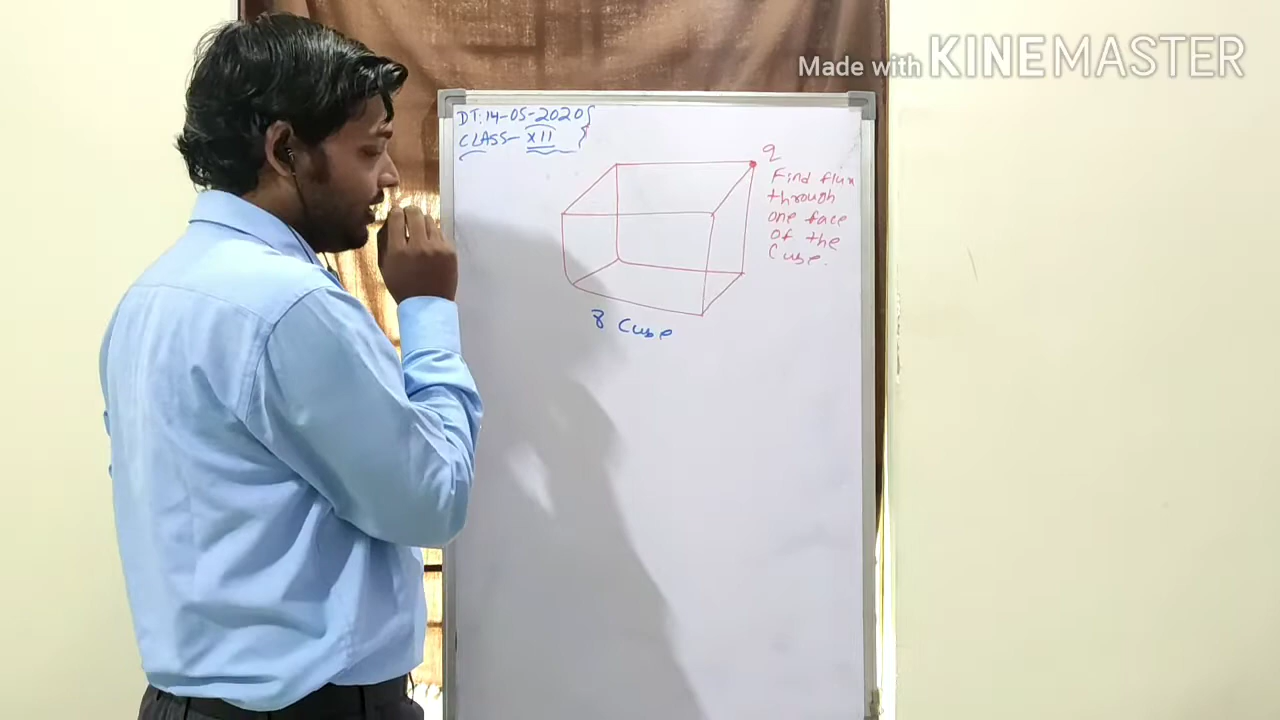 Made with KINEMASTER
DT:14-05-2020
CLASS- XII
q
Find flux
through
one face
of the
Cube.
8 Cube